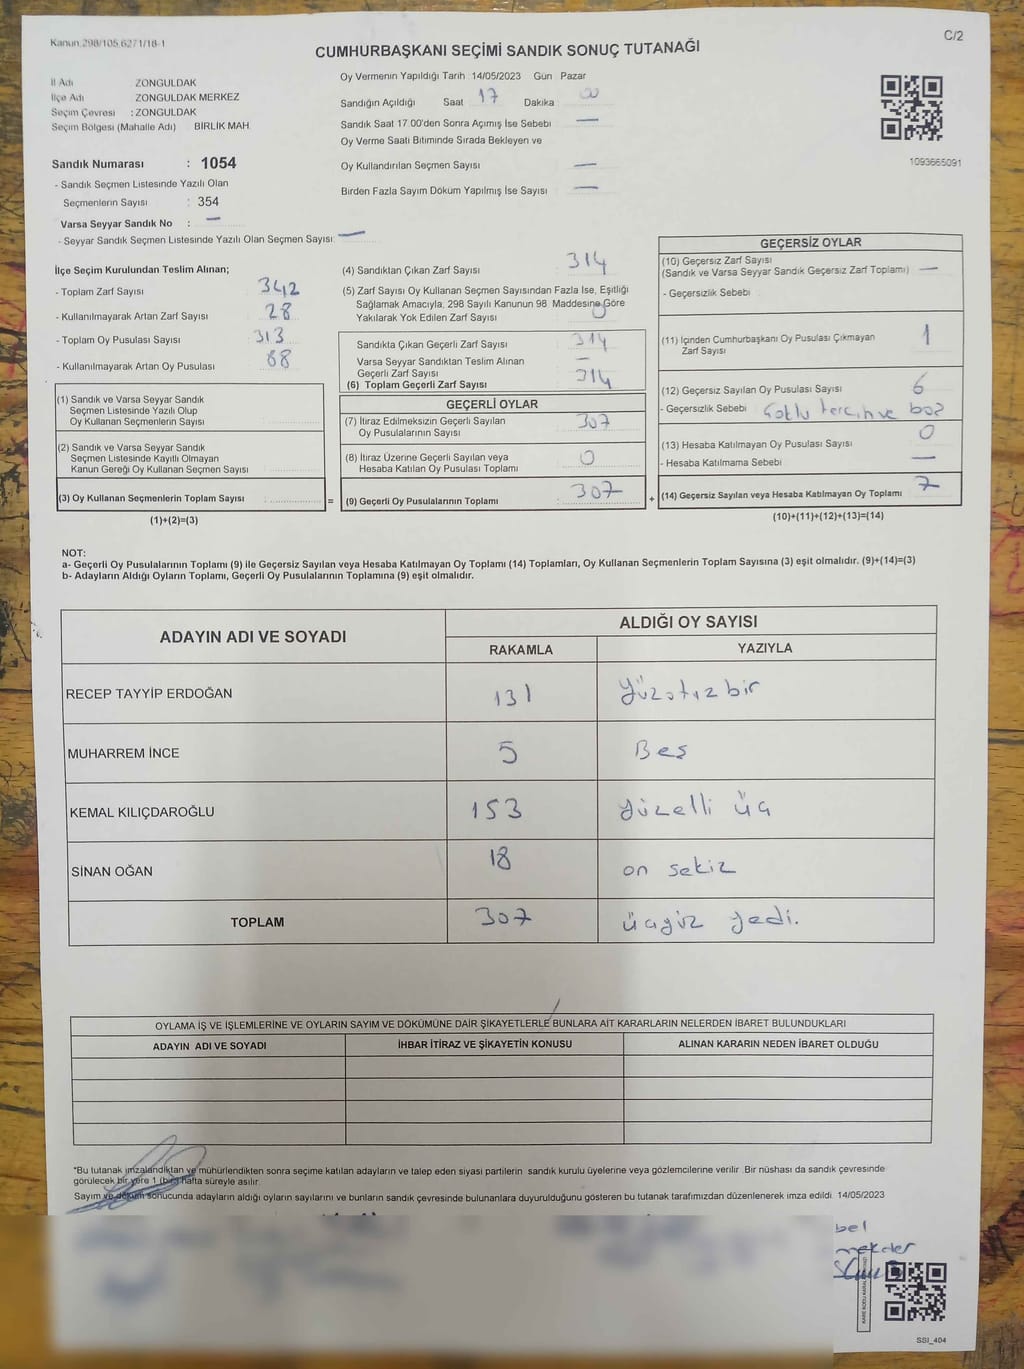 Kanun 298/105,6271/18-1
C/2
CUMHURBAŞKANI SEÇİMİ SANDIK SONUÇ TUTANAĞI
İl Adı ZONGULDAK
İlçe Adı ZONGULDAK MERKEZ
Seçim Çevresi : ZONGULDAK
Seçim Bölgesi (Mahalle Adı) BİRLİK MAH
Sandık Numarası : 1054
- Sandık Seçmen Listesinde Yazılı Olan
Seçmenlerin Sayısı : 354
Varsa Seyyar Sandık No : —
- Seyyar Sandık Seçmen Listesinde Yazılı Olan Seçmen Sayısı: —
Oy Vermenin Yapıldığı Tarih 14/05/2023 Gün Pazar
Sandığın Açıldığı Saat 17 Dakika 00
Sandık Saat 17.00'den Sonra Açımış İse Sebebi —
Oy Verme Saati Bitiminde Sırada Bekleyen ve
Oy Kullandırılan Seçmen Sayısı —
Birden Fazla Sayım Döküm Yapılmış İse Sayısı —
1093665091
İlçe Seçim Kurulundan Teslim Alınan;
- Toplam Zarf Sayısı 342
- Kullanılmayarak Artan Zarf Sayısı 28
- Toplam Oy Pusulası Sayısı 313
- Kullanılmayarak Artan Oy Pusulası 88
(1) Sandık ve Varsa Seyyar Sandık
Seçmen Listesinde Yazılı Olup
Oy Kullanan Seçmenlerin Sayısı
(2) Sandık ve Varsa Seyyar Sandık
Seçmen Listesinde Kayıtlı Olmayan
Kanun Gereği Oy Kullanan Seçmen Sayısı
(3) Oy Kullanan Seçmenlerin Toplam Sayısı
(1)+(2)=(3)
=
(4) Sandıktan Çıkan Zarf Sayısı 314
(5) Zarf Sayısı Oy Kullanan Seçmen Sayısından Fazla İse, Eşitliği
Sağlamak Amacıyla, 298 Sayılı Kanunun 98. Maddesine Göre
Yakılarak Yok Edilen Zarf Sayısı 0
Sandıkta Çıkan Geçerli Zarf Sayısı 314
Varsa Seyyar Sandıktan Teslim Alınan
Geçerli Zarf Sayısı —
(6) Toplam Geçerli Zarf Sayısı 314
GEÇERLİ OYLAR
(7) İtiraz Edilmeksizin Geçerli Sayılan
Oy Pusulalarının Sayısı 307
(8) İtiraz Üzerine Geçerli Sayılan veya
Hesaba Katılan Oy Pusulası Toplamı 0
(9) Geçerli Oy Pusulalarının Toplamı 307
+
GEÇERSİZ OYLAR
(10) Geçersiz Zarf Sayısı
(Sandık ve Varsa Seyyar Sandık Geçersiz Zarf Toplamı) —
- Geçersizlik Sebebi
(11) İçinden Cumhurbaşkanı Oy Pusulası Çıkmayan
Zarf Sayısı 1
(12) Geçersiz Sayılan Oy Pusulası Sayısı 6
- Geçersizlik Sebebi tercih ve boş
(13) Hesaba Katılmayan Oy Pusulası Sayısı 0
- Hesaba Katılmama Sebebi —
(14) Geçersiz Sayılan veya Hesaba Katılmayan Oy Toplamı 7
(10)+(11)+(12)+(13)=(14)
NOT:
a- Geçerli Oy Pusulalarının Toplamı (9) ile Geçersiz Sayılan veya Hesaba Katılmayan Oy Toplamı (14) Toplamları, Oy Kullanan Seçmenlerin Toplam Sayısına (3) eşit olmalıdır. (9)+(14)=(3)
b- Adayların Aldığı Oyların Toplamı, Geçerli Oy Pusulalarının Toplamına (9) eşit olmalıdır.
ADAYIN ADI VE SOYADI
ALDIĞI OY SAYISI
RAKAMLA YAZIYLA
RECEP TAYYİP ERDOĞAN 131 yüzotuzbir
MUHARREM İNCE 5 Beş
KEMAL KILIÇDAROĞLU 153 yüzelli üç
SİNAN OĞAN 18 on sekiz
TOPLAM 307 üçyüz yedi.
OYLAMA İŞ VE İŞLEMLERİNE VE OYLARIN SAYIM VE DÖKÜMÜNE DAİR ŞİKAYETLERLE BUNLARA AİT KARARLARIN NELERDEN İBARET BULUNDUKLARI
ADAYIN ADI VE SOYADI İHBAR İTİRAZ VE ŞİKAYETİN KONUSU ALINAN KARARIN NEDEN İBARET OLDUĞU
*Bu tutanak imzalandıktan ve mühürlendikten sonra seçime katılan adayların ve talep eden siyasi partilerin sandık kurulu üyelerine veya gözlemcilerine verilir. Bir nüshası da sandık çevresinde
görülecek bir yere 1 (bir) hafta süreyle asılır.
Sayım ve döküm sonucunda adayların aldığı oyların sayılarını ve bunların sandık çevresinde bulunanlara duyurulduğunu gösteren bu tutanak tarafımızdan düzenlenerek imza edildi. 14/05/2023
bel
SSI_404